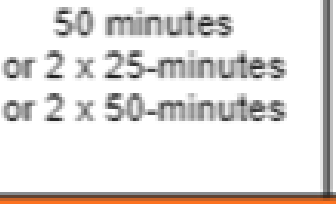 50 minutes
or 2 x 25-minutes
or 2 x 50-minutes